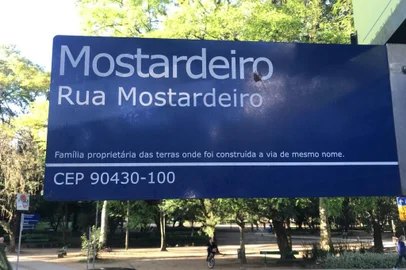 Mostardeiro
Rua Mostardeiro
Família proprietária das terras onde foi construída a via de mesmo nome.
CEP 90430-100